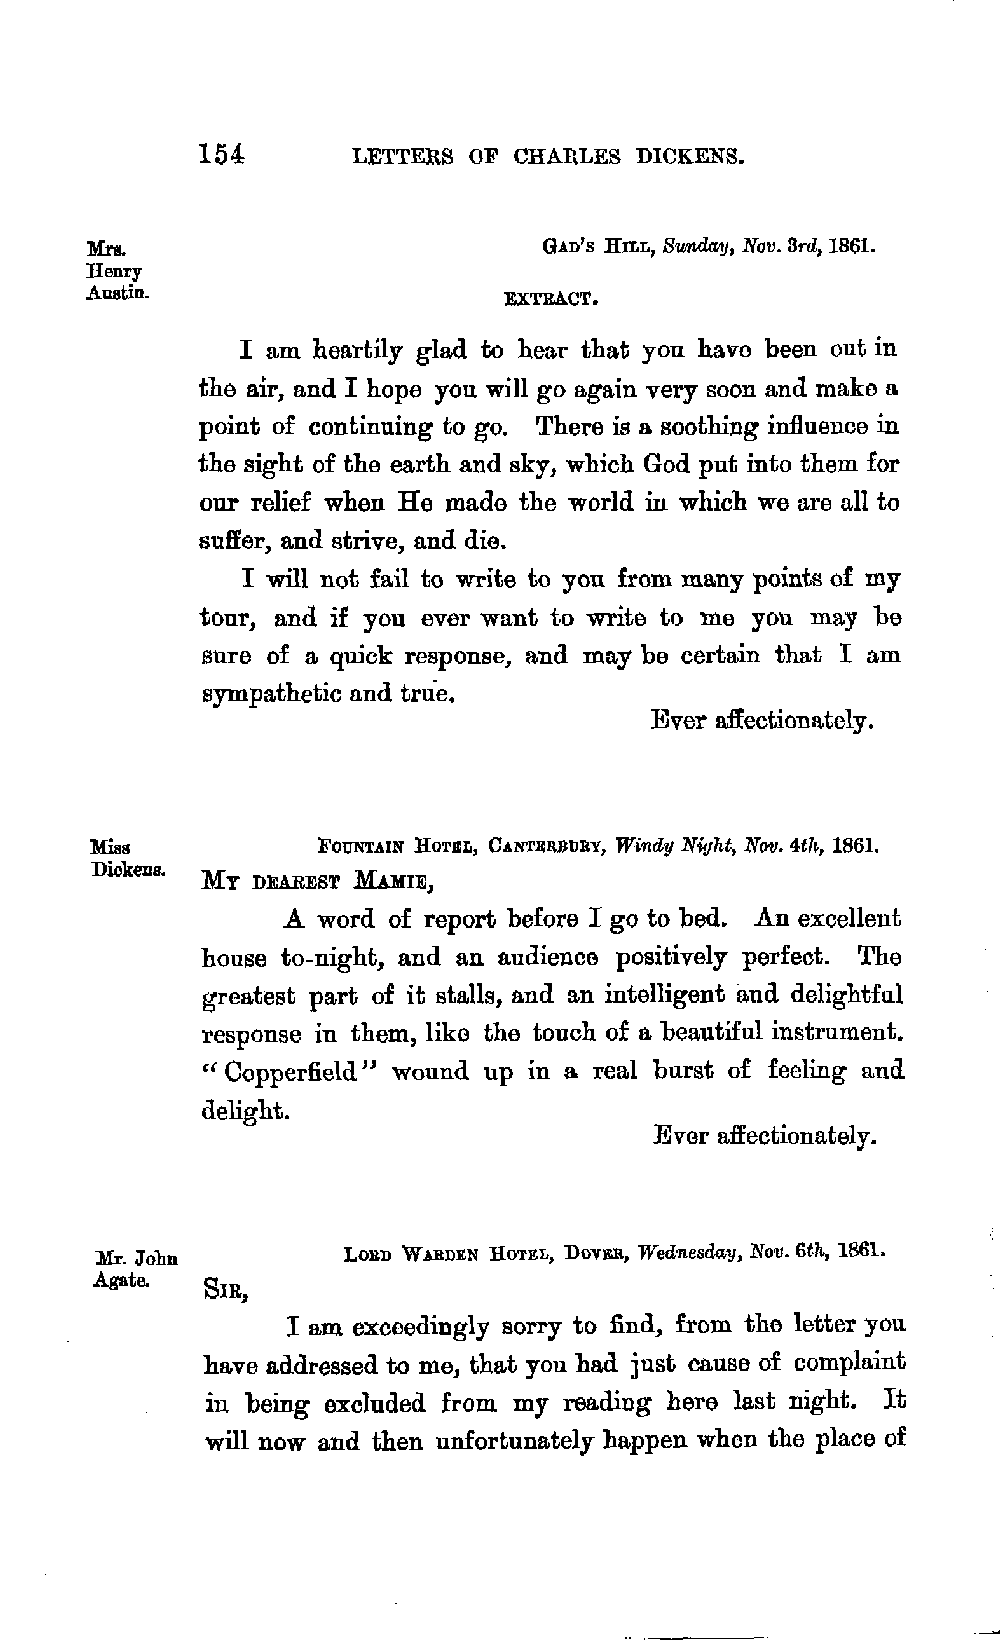 154 LETTERS OF CHARLES DICKENS.
Mrs.
Henry
Austin.
GAD'S HILL, Sunday, Nov. 3rd, 1861.
EXTRACT.
I am heartily glad to hear that you have been out in
the air, and I hope you will go again very soon and make a
point of continuing to go. There is a soothing influence in
the sight of the earth and sky, which God put into them for
our relief when He made the world in which we are all to
suffer, and strive, and die.
I will not fail to write to you from many points of my
tour, and if you ever want to write to me you may be
sure of a quick response, and may be certain that I am
sympathetic and true.
Ever affectionately.
Miss
Dickens.
FOUNTAIN HOTEL, CANTERBURY, Windy Night, Nov. 4th, 1861.
MY DEAREST MAMIE,
A word of report before I go to bed. An excellent
house to-night, and an audience positively perfect. The
greatest part of it stalls, and an intelligent and delightful
response in them, like the touch of a beautiful instrument.
"Copperfield" wound up in a real burst of feeling and
delight.
Ever affectionately.
Mr. John
Agate.
LORD WARDEN HOTEL, DOVER, Wednesday, Nov. 6th, 1861.
SIR,
I am exceedingly sorry to find, from the letter you
have addressed to me, that you had just cause of complaint
in being excluded from my reading here last night. It
will now and then unfortunately happen when the place of